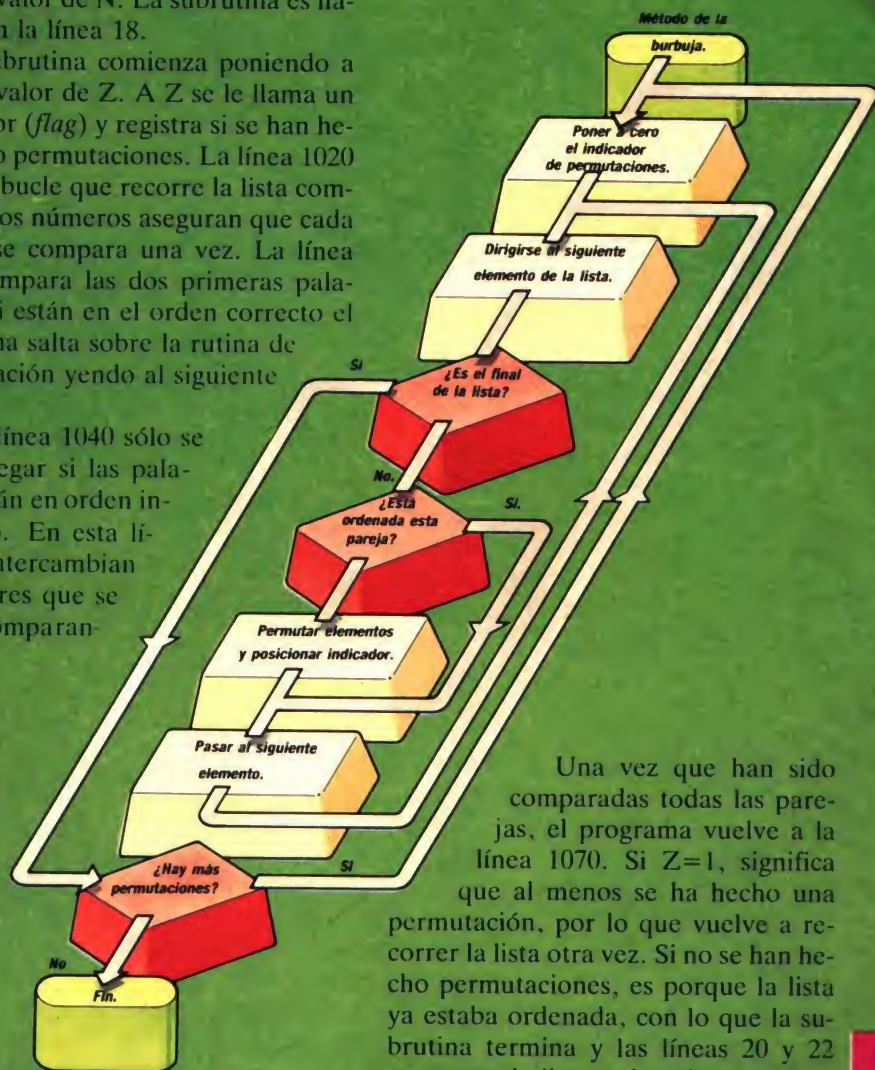 valor de N. La subrutina es lla-
la línea 18.
brutina comienza poniendo a
valor de Z. A Z se le llama un
or (flag) y registra si se han he-
o permutaciones. La línea 1020
bucle que recorre la lista com-
os números aseguran que cada
se compara una vez. La línea
mpara las dos primeras pala-
i están en el orden correcto el
na salta sobre la rutina de
ación yendo al siguiente
ínea 1040 sólo se
egar si las pala-
án en orden in-
. En esta lí-
ntercambian
res que se
omparan-
Método de la
burbuja.
Poner a cero
el indicador
de permutaciones.
Dirigirse al siguiente
elemento de la lista.
¿Es el final
de la lista?
Sí
No.
¿Está
ordenada esta
pareja?
Si.
Permutar elementos
y posicionar indicador.
Pasar al siguiente
elemento.
¿Hay más
permutaciones?
SI
No
Fin.
Una vez que han sido
comparadas todas las pare-
jas, el programa vuelve a la
línea 1070. Si Z=1, significa
que al menos se ha hecho una
permutación, por lo que vuelve a re-
correr la lista otra vez. Si no se han he-
cho permutaciones, es porque la lista
ya estaba ordenada, con lo que la su-
brutina termina y las líneas 20 y 22